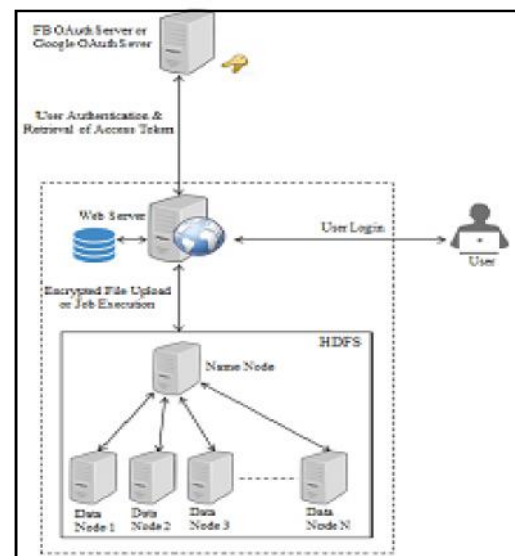 FB OAuth Server or
Google OAuth Sever
User Authentication &
Retrieval of Access Token
Web Server
User Login
User
Encrypted File Upload
or Job Execution
HDFS
Name Node
Data
Node 1
Data
Node 2
Data
Node 3
Data
Node N